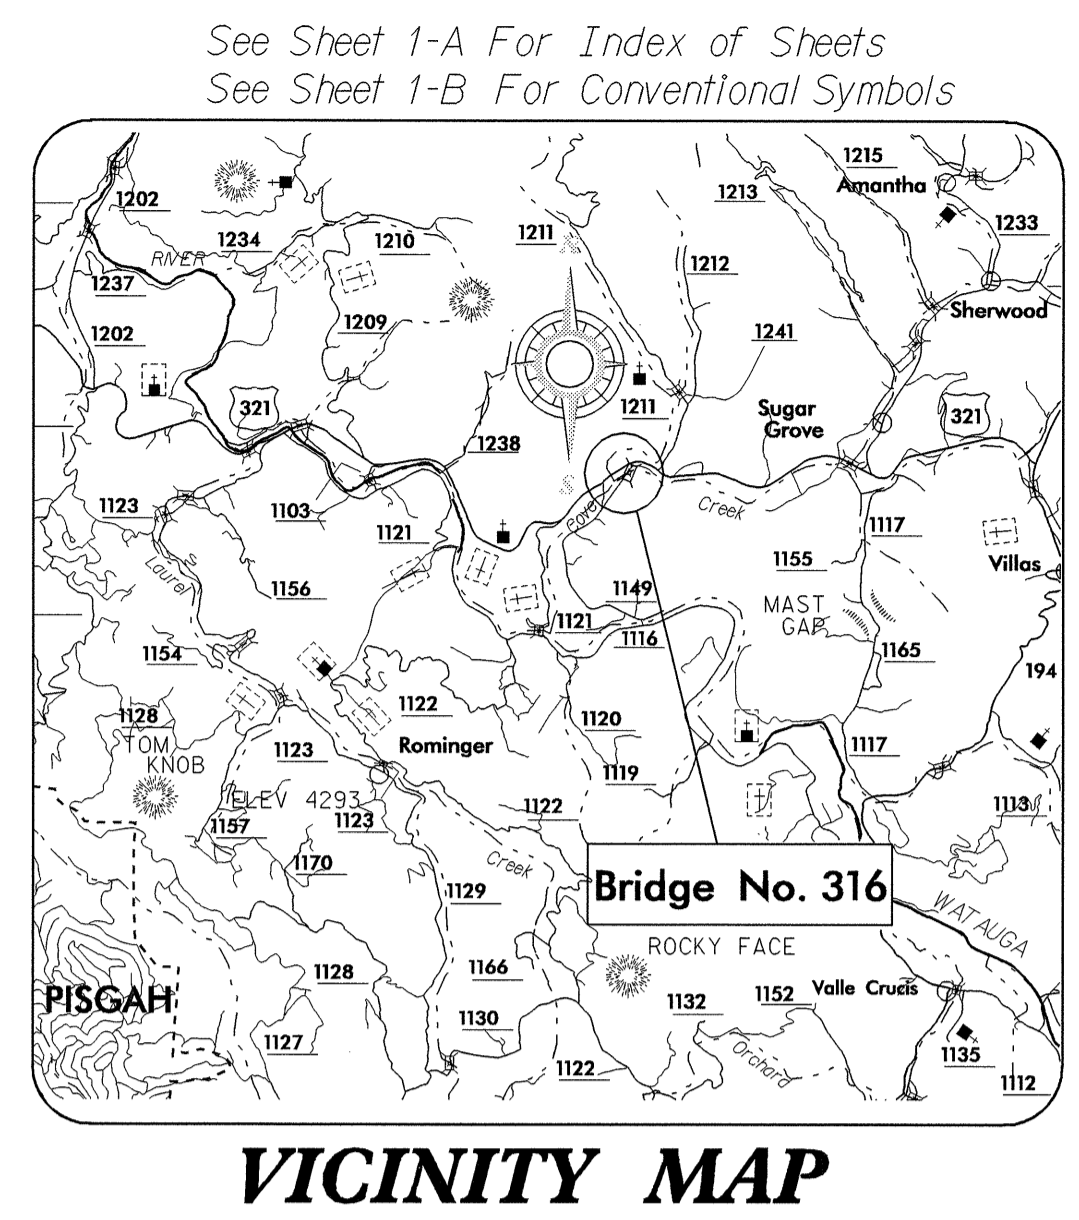 See Sheet 1-A For Index of Sheets
See Sheet 1-B For Conventional Symbols
1215
Amantha
1202
1213
1233
1234
1210
1211
N
RIVER
1212
1237
Sherwood
1202
1209
1241
321
1211
Sugar
Grove
321
1238
1123
1103
Cove
Creek
1121
1117
1155
Villas
Laurel
1156
1149
MAST
GAP
1121
1116
1154
1165
194
1128
1122
1120
TOM
KNOB
1123
Rominger
1117
1119
ELEV 4293
1123
1122
1113
1157
1170
Creek
Bridge No. 316
1129
WATAUGA
ROCKY FACE
1128
1166
PISGAH
1132
1152
Valle Crucis
1130
1127
Orchard
1135
1122
1112
S
VICINITY MAP